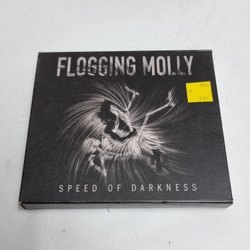 FLOGGING MOLLY
SPEED OF DARKNESS